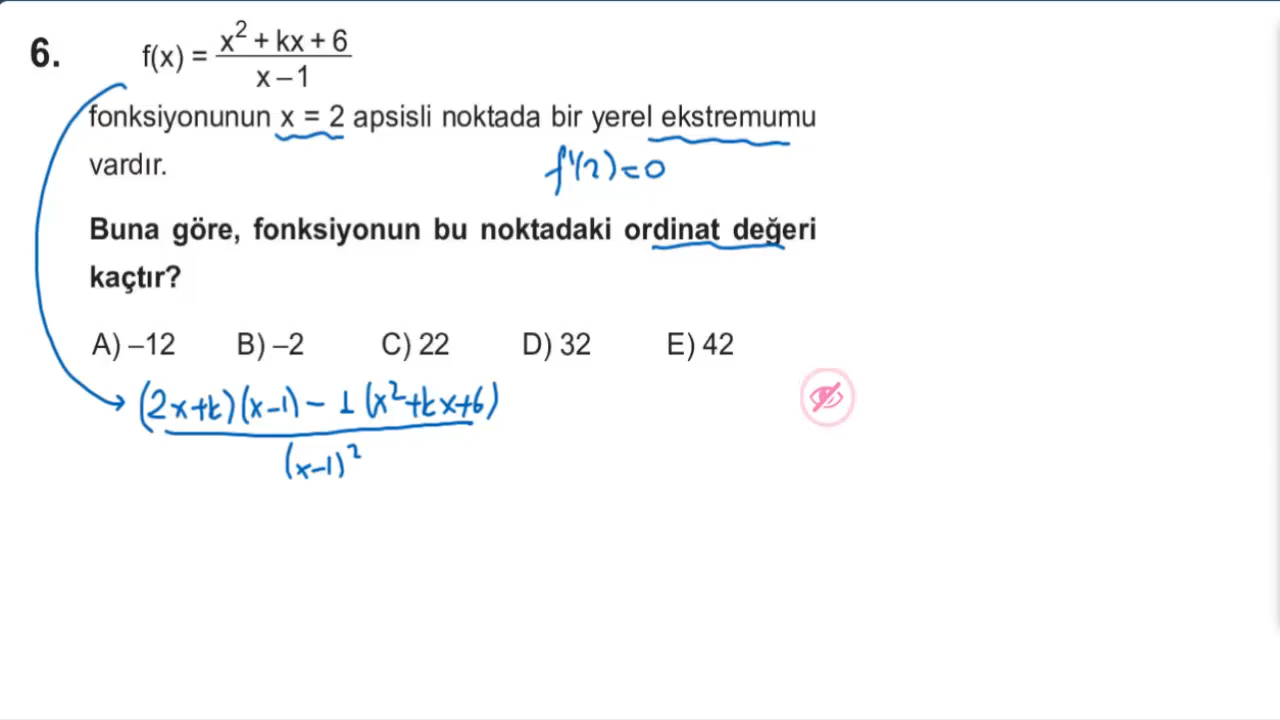 6. f(x) = x² + kx + 6
x – 1
fonksiyonunun x = 2 apsisli noktada bir yerel ekstremumu
vardır.
f'(2) = 0
Buna göre, fonksiyonun bu noktadaki ordinat değeri
kaçtır?
A) –12 B) –2 C) 22 D) 32 E) 42
(2x+k)(x-1) - 1(x²+kx+6)
(x-1)²